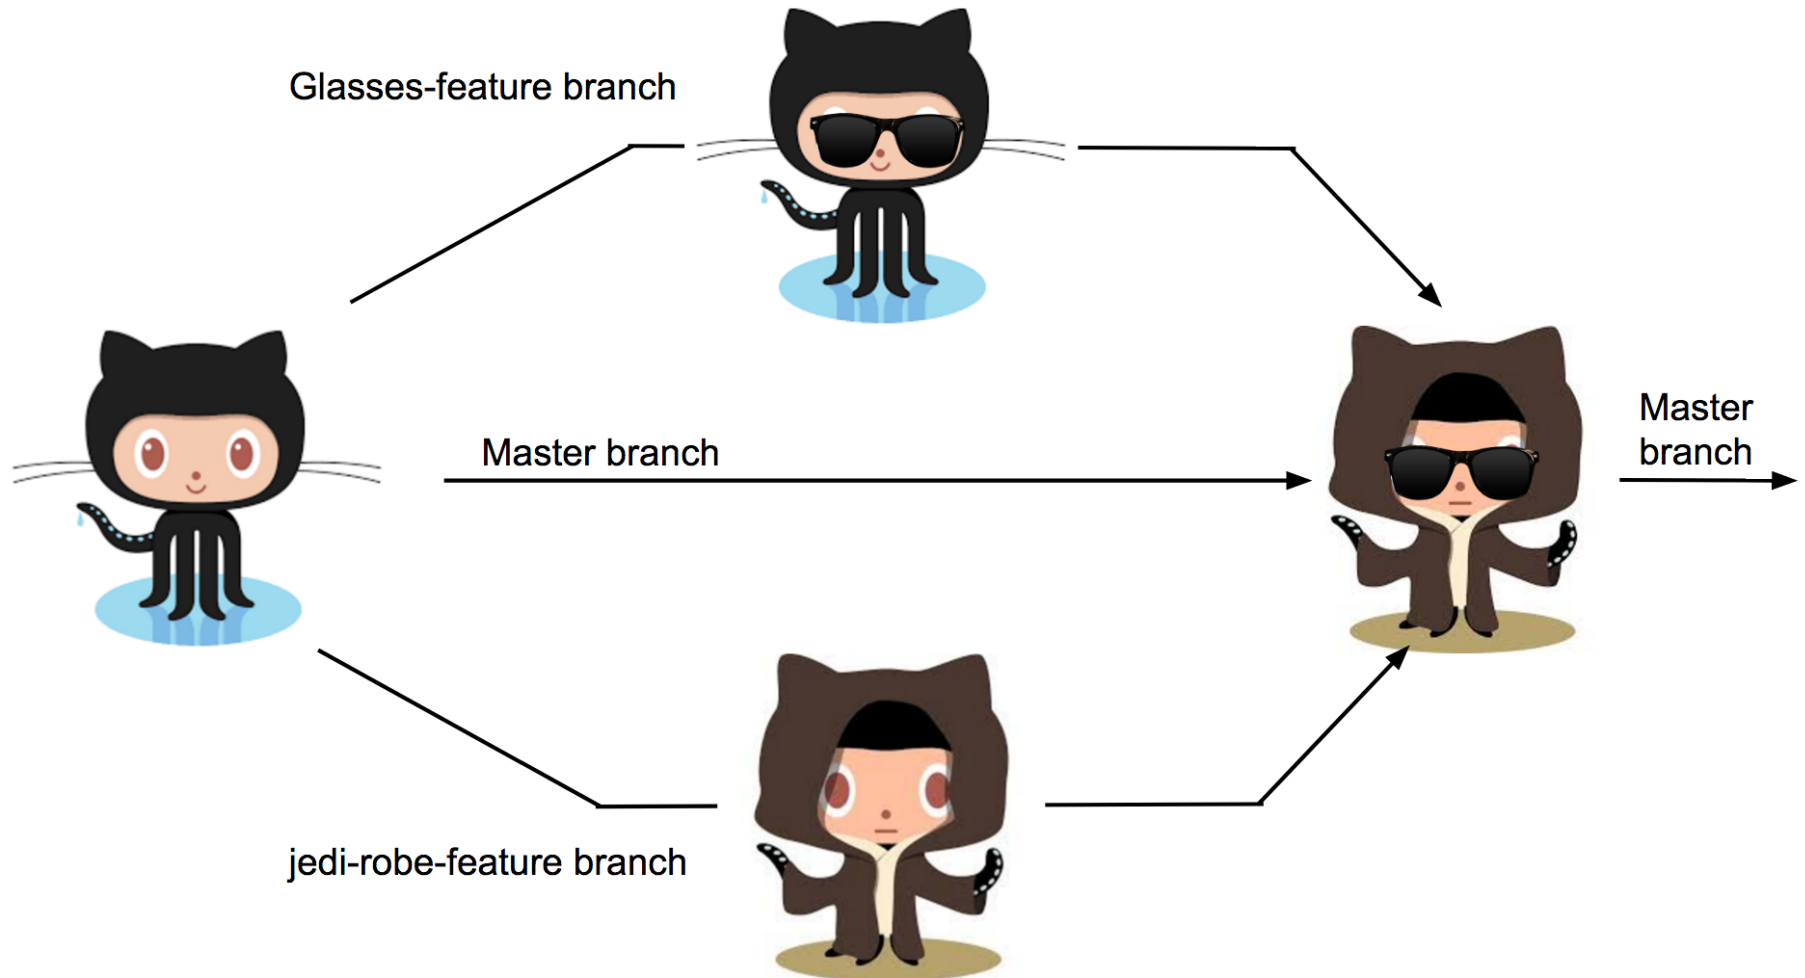 Glasses-feature branch
Master branch
Master
branch
jedi-robe-feature branch